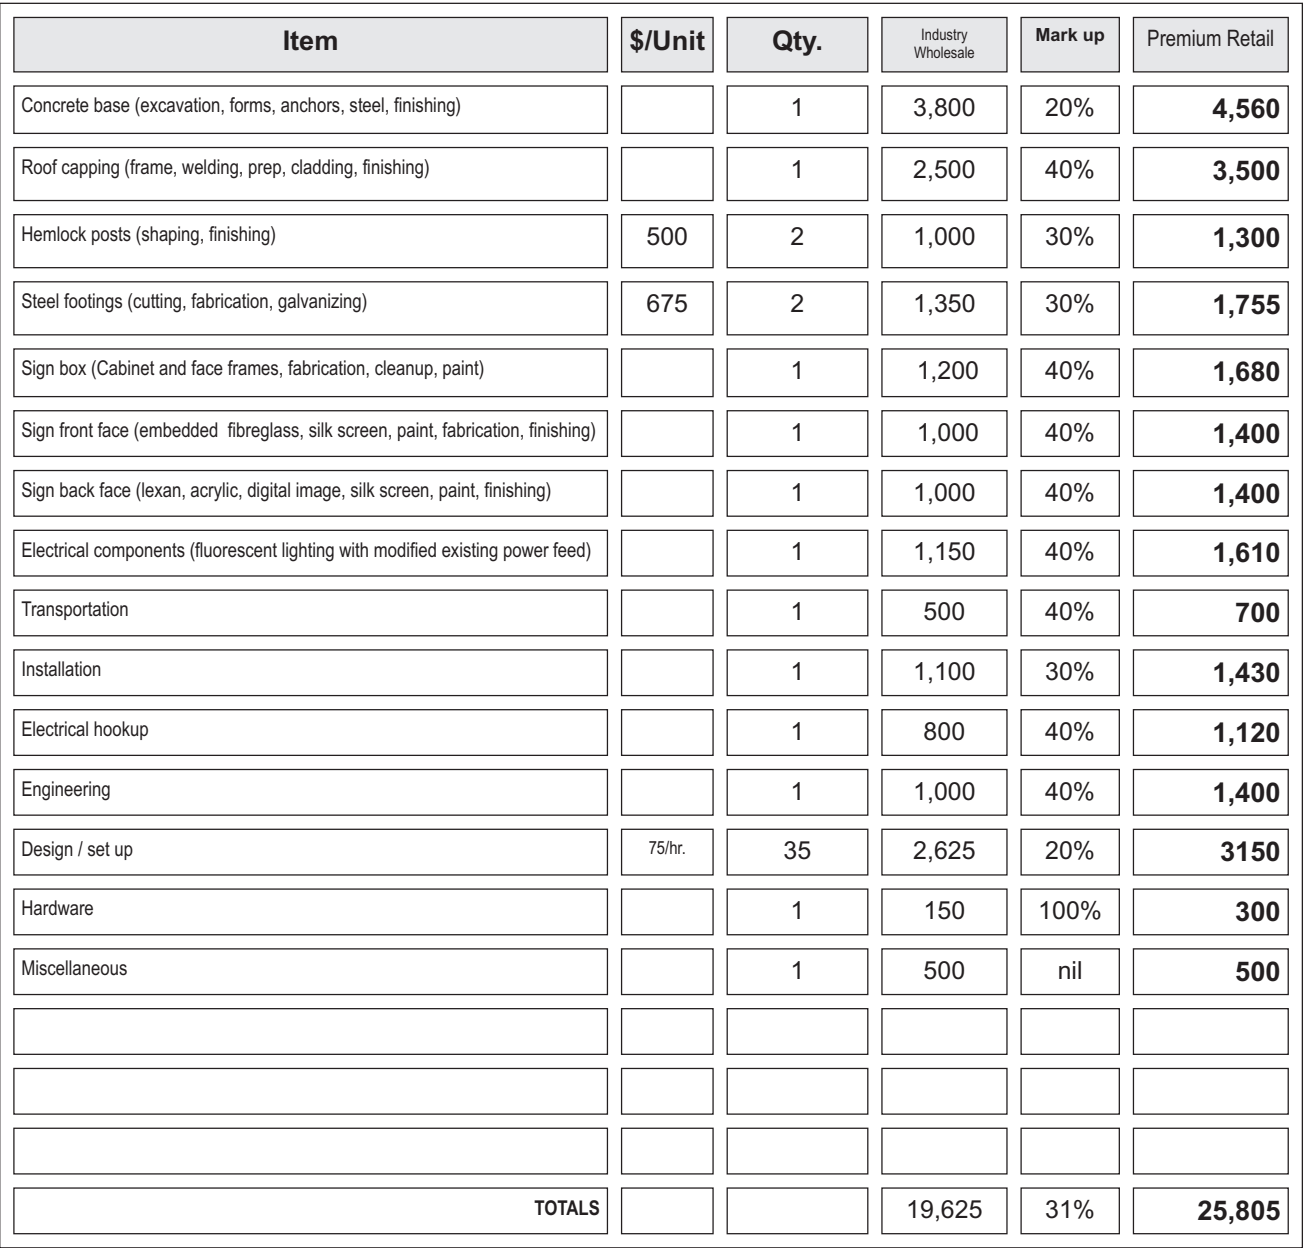 Item $/Unit Qty. Industry Wholesale Mark up Premium Retail
Concrete base (excavation, forms, anchors, steel, finishing) 1 3,800 20% 4,560
Roof capping (frame, welding, prep, cladding, finishing) 1 2,500 40% 3,500
Hemlock posts (shaping, finishing) 500 2 1,000 30% 1,300
Steel footings (cutting, fabrication, galvanizing) 675 2 1,350 30% 1,755
Sign box (Cabinet and face frames, fabrication, cleanup, paint) 1 1,200 40% 1,680
Sign front face (embedded fibreglass, silk screen, paint, fabrication, finishing) 1 1,000 40% 1,400
Sign back face (lexan, acrylic, digital image, silk screen, paint, finishing) 1 1,000 40% 1,400
Electrical components (fluorescent lighting with modified existing power feed) 1 1,150 40% 1,610
Transportation 1 500 40% 700
Installation 1 1,100 30% 1,430
Electrical hookup 1 800 40% 1,120
Engineering 1 1,000 40% 1,400
Design / set up 75/hr. 35 2,625 20% 3150
Hardware 1 150 100% 300
Miscellaneous 1 500 nil 500
TOTALS 19,625 31% 25,805